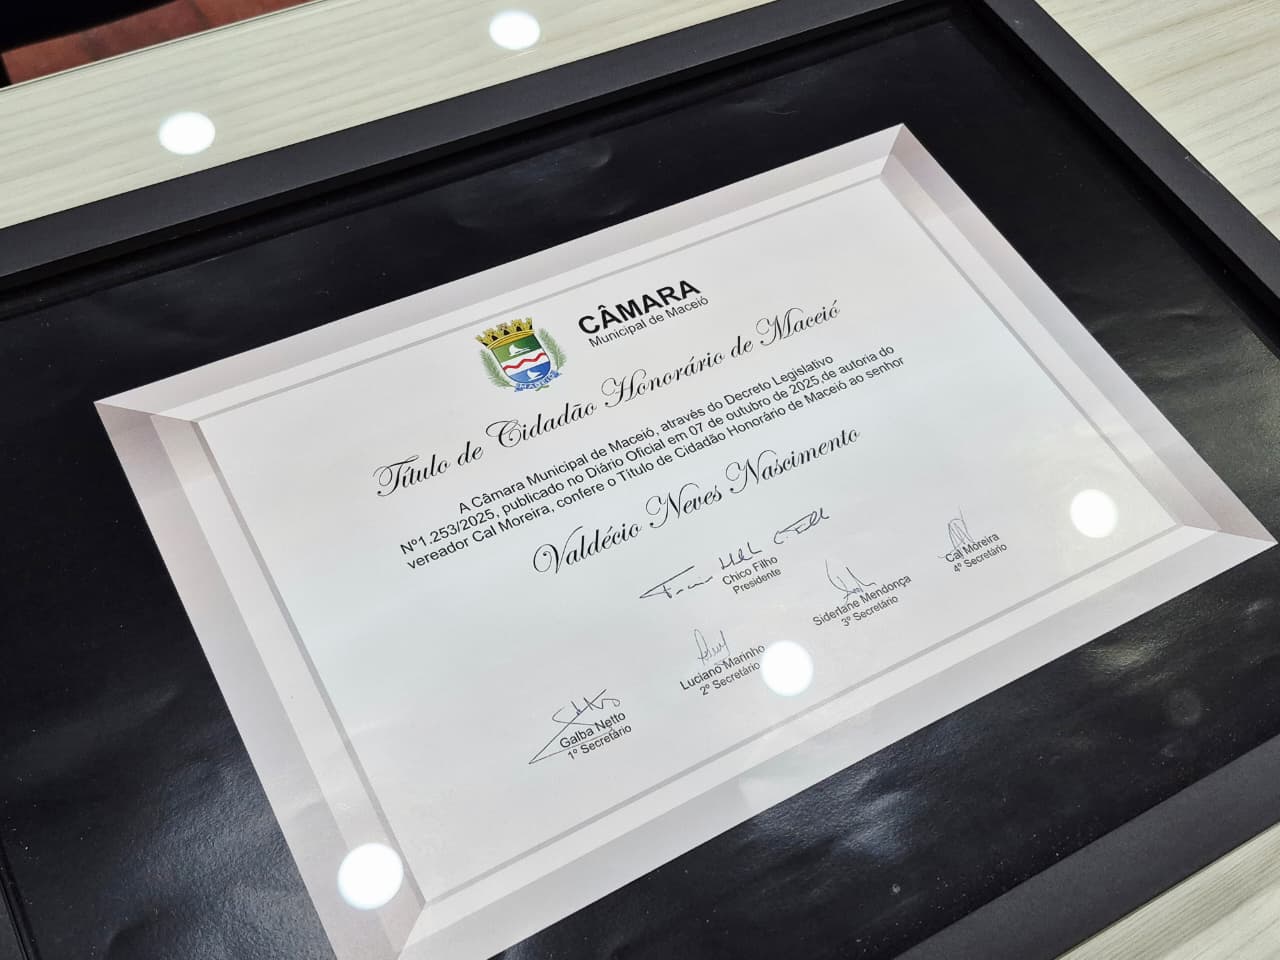 CÂMARA
Municipal de Maceió
MACEIÓ
Título de Cidadão Honorário de Maceió
A Câmara Municipal de Maceió, através do Decreto Legislativo
Nº1.253/2025, publicado no Diário Oficial em 07 de outubro de 2025,de autoria do
vereador Cal Moreira, confere o Título de Cidadão Honorário de Maceió ao senhor
Valdécio Neves Nascimento
Chico Filho
Presidente
Cal Moreira
4º Secretário
Siderlane Mendonça
3º Secretário
Luciano Marinho
2º Secretário
Galba Netto
1º Secretário